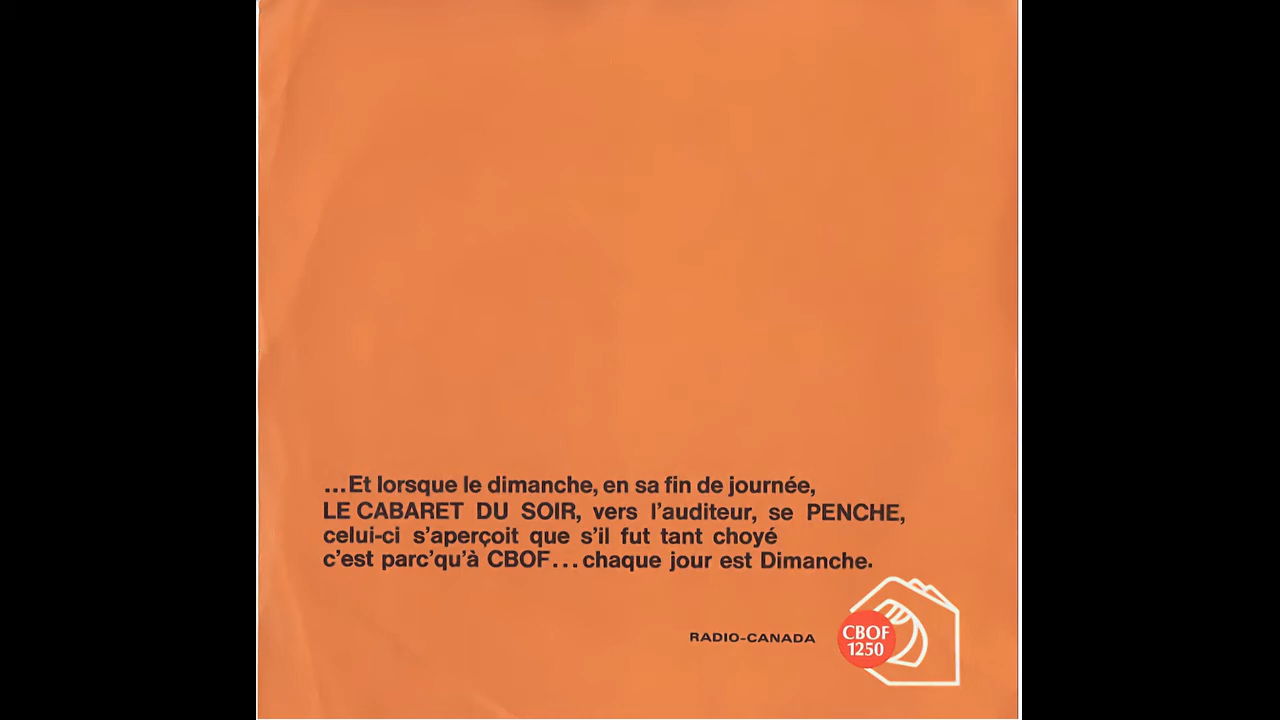 ...Et lorsque le dimanche, en sa fin de journée,
LE CABARET DU SOIR, vers l'auditeur, se PENCHE,
celui-ci s'aperçoit que s'il fut tant choyé
c'est parc'qu'à CBOF...chaque jour est Dimanche.
RADIO-CANADA
CBOF
1250